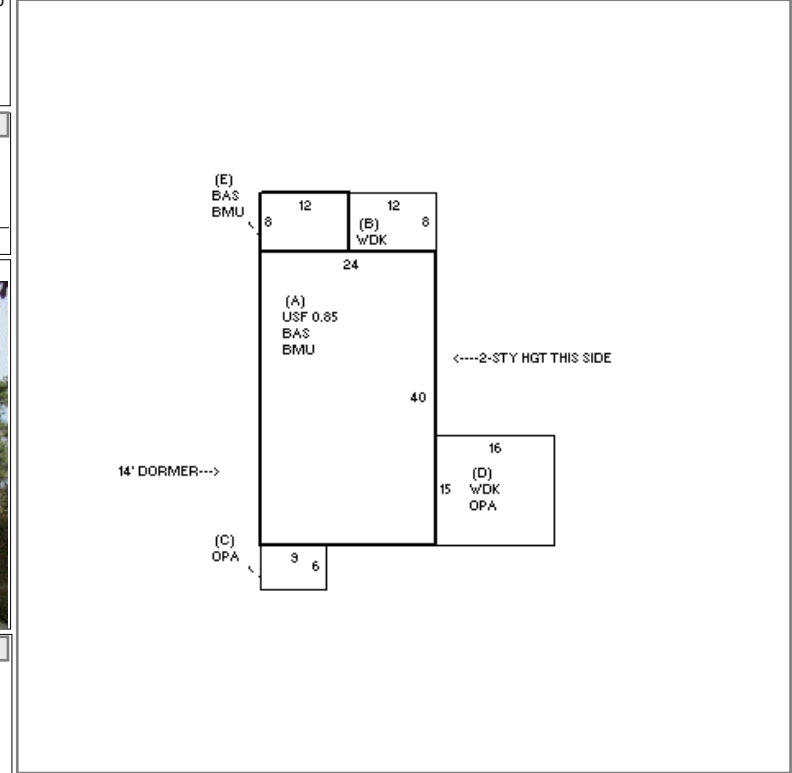 (E)
BAS
BMU
8
12
12
8
(B)
WDK
24
(A)
USF 0.85
BAS
BMU
<----2-STY HGT THIS SIDE
40
16
14' DORMER--->
15
(D)
WDK
OPA
(C)
OPA
9
6